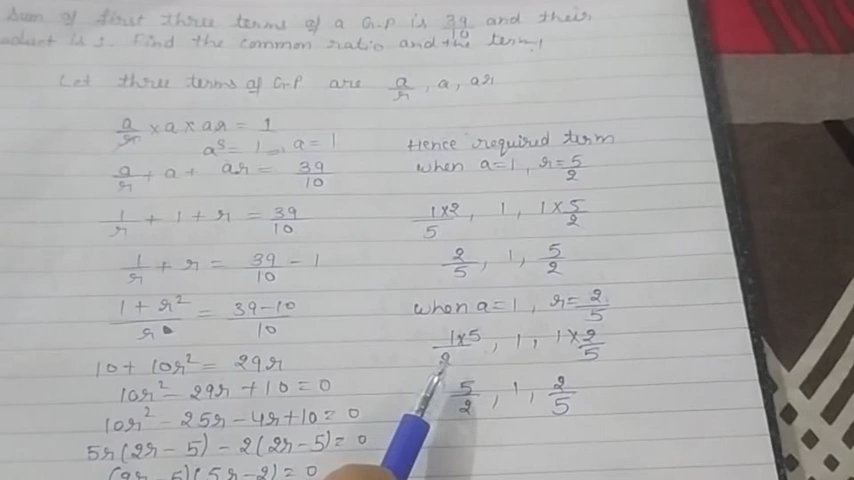 Sum of first three terms of a G.P is 39/10 and their
is 1. Find the common ratio and the term,
Let three terms of G.P are a/r, a, ar
a/r × a × ar = 1
a³ = 1, a = 1
a/r + a + ar = 39/10
1/r + 1 + r = 39/10
1/r + r = 39/10 - 1
1 + r²/r = 39-10/10
10 + 10r² = 29r
10r² - 29r + 10 = 0
10r² - 25r - 4r + 10 = 0
5r(2r - 5) - 2(2r - 5) = 0
(2r - 5)(5r - 2) = 0
Hence required term
when a = 1, r = 5/2
1×2/5, 1, 1×5/2
2/5, 1, 5/2
when a = 1, r = 2/5
1×5/2, 1, 1×2/5
5/2, 1, 2/5